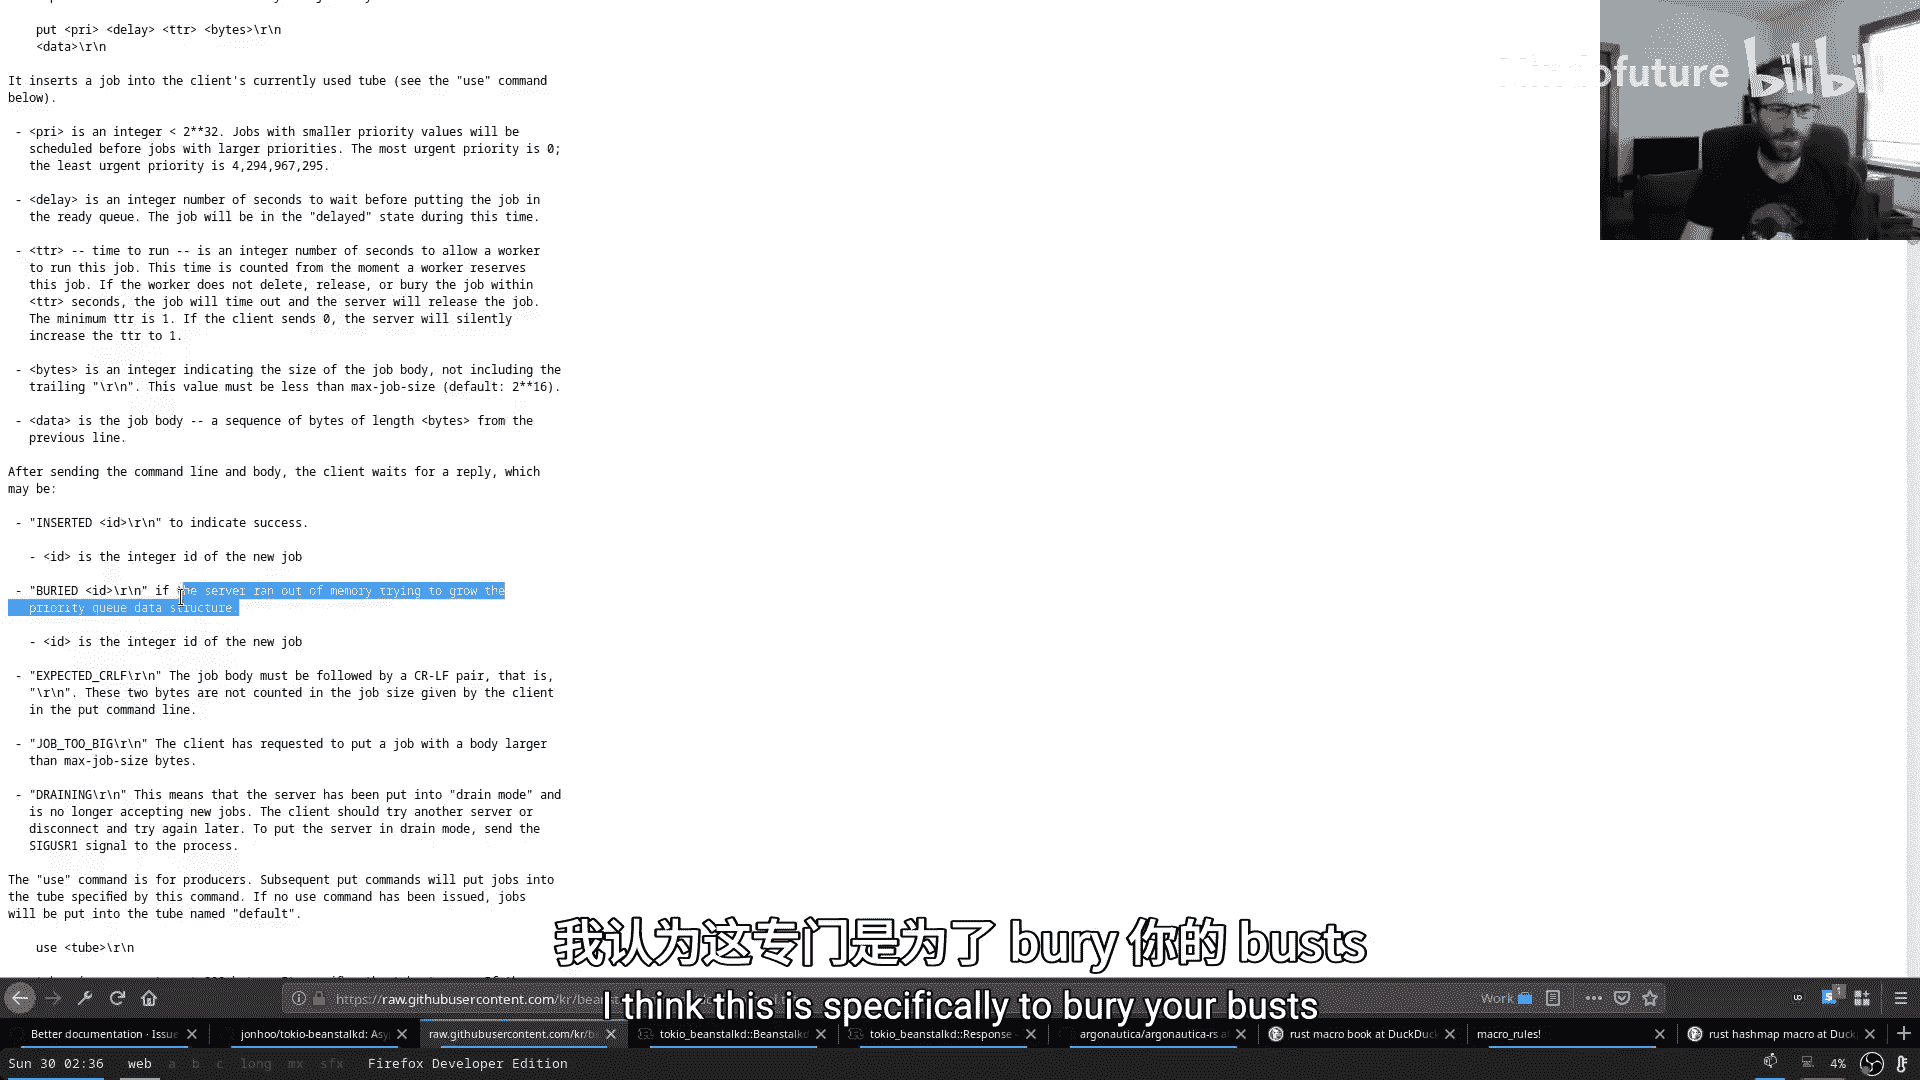 put <pri> <delay> <ttr> <bytes>\r\n
<data>\r\n
It inserts a job into the client's currently used tube (see the "use" command
below).
- <pri> is an integer < 2**32. Jobs with smaller priority values will be
scheduled before jobs with larger priorities. The most urgent priority is 0;
the least urgent priority is 4,294,967,295.
- <delay> is an integer number of seconds to wait before putting the job in
the ready queue. The job will be in the "delayed" state during this time.
- <ttr> -- time to run -- is an integer number of seconds to allow a worker
to run this job. This time is counted from the moment a worker reserves
this job. If the worker does not delete, release, or bury the job within
<ttr> seconds, the job will time out and the server will release the job.
The minimum ttr is 1. If the client sends 0, the server will silently
increase the ttr to 1.
- <bytes> is an integer indicating the size of the job body, not including the
trailing "\r\n". This value must be less than max-job-size (default: 2**16).
- <data> is the job body -- a sequence of bytes of length <bytes> from the
previous line.
After sending the command line and body, the client waits for a reply, which
may be:
- "INSERTED <id>\r\n" to indicate success.
- <id> is the integer id of the new job
- "BURIED <id>\r\n" if the server ran out of memory trying to grow the
priority queue data structure.
- <id> is the integer id of the new job
- "EXPECTED_CRLF\r\n" The job body must be followed by a CR-LF pair, that is,
"\r\n". These two bytes are not counted in the job size given by the client
in the put command line.
- "JOB_TOO_BIG\r\n" The client has requested to put a job with a body larger
than max-job-size bytes.
- "DRAINING\r\n" This means that the server has been put into "drain mode" and
is no longer accepting new jobs. The client should try another server or
disconnect and try again later. To put the server in drain mode, send the
SIGUSR1 signal to the process.
The "use" command is for producers. Subsequent put commands will put jobs into
the tube specified by this command. If no use command has been issued, jobs
will be put into the tube named "default".
use <tube>\r\n
bilibili
我认为这专门是为了 bury 你的 busts
I think this is specifically to bury your busts
https://raw.githubusercontent.com/kr/bean
Work
Better documentation · Issue
jonhoo/tokio-beanstalkd: Asy
raw.githubusercontent.com/kr/b
tokio_beanstalkd::Beanstalk
tokio_beanstalkd::Response -
argonautica/argonautica-rs a
rust macro book at DuckDuc
macro_rules!
rust hashmap macro at Duck
Sun 30 02:36 web a b c long mx sfx Firefox Developer Edition 4%